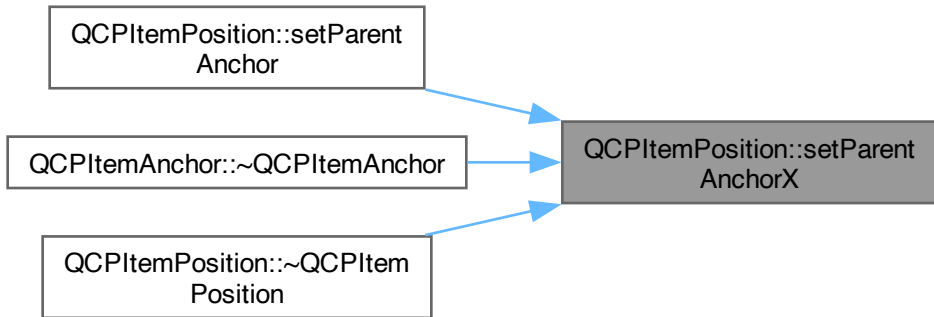 QCPItemPosition::setParent
Anchor
QCPItemAnchor::~QCPItemAnchor
QCPItemPosition::~QCPItem
Position
QCPItemPosition::setParent
AnchorX